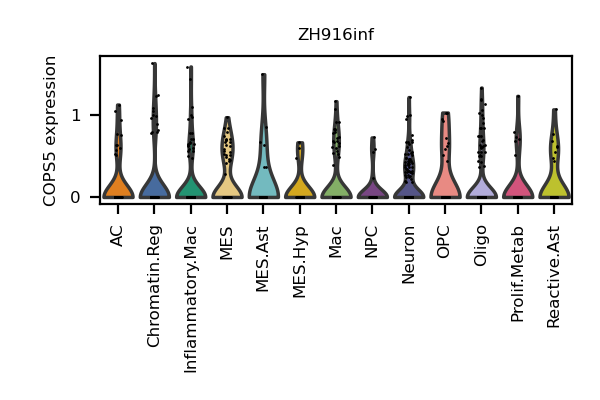 ZH916inf
COPS5 expression
1
0
AC
Chromatin.Reg
Inflammatory.Mac
MES
MES.Ast
MES.Hyp
Mac
NPC
Neuron
OPC
Oligo
Prolif.Metab
Reactive.Ast